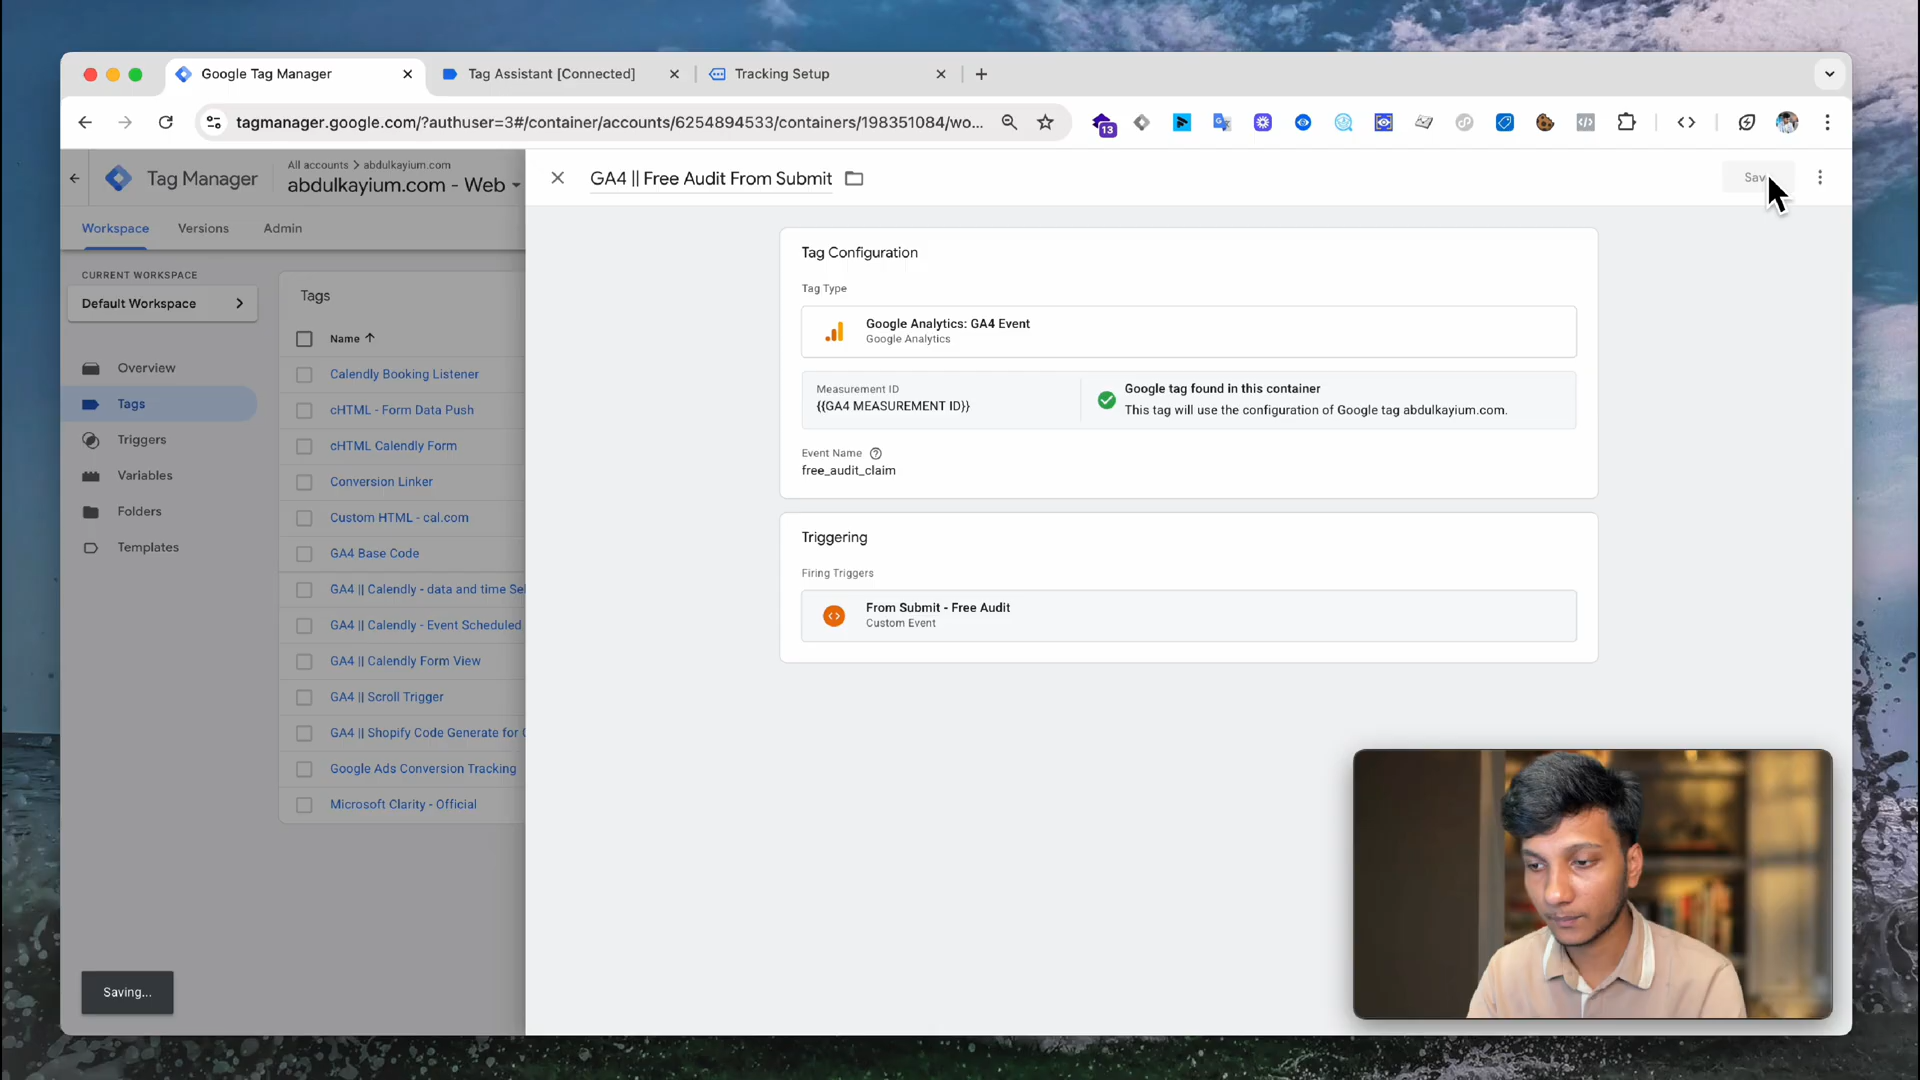 Google Tag Manager
Tag Assistant [Connected]
Tracking Setup
tagmanager.google.com/?authuser=3#/container/accounts/6254894533/containers/198351084/wo...
13
Tag Manager
All accounts > abdulkayium.com
abdulkayium.com - Web
GA4 || Free Audit From Submit
Workspace
Versions
Admin
CURRENT WORKSPACE
Default Workspace
Overview
Tags
Triggers
Variables
Folders
Templates
Tags
Name
Calendly Booking Listener
cHTML - Form Data Push
cHTML Calendly Form
Conversion Linker
Custom HTML - cal.com
GA4 Base Code
GA4 || Calendly - data and time Sel
GA4 || Calendly - Event Scheduled
GA4 || Calendly Form View
GA4 || Scroll Trigger
GA4 || Shopify Code Generate for
Google Ads Conversion Tracking
Microsoft Clarity - Official
Tag Configuration
Tag Type
Google Analytics: GA4 Event
Google Analytics
Measurement ID
{{GA4 MEASUREMENT ID}}
Google tag found in this container
This tag will use the configuration of Google tag abdulkayium.com.
Event Name
free_audit_claim
Triggering
Firing Triggers
From Submit - Free Audit
Custom Event
Saving...